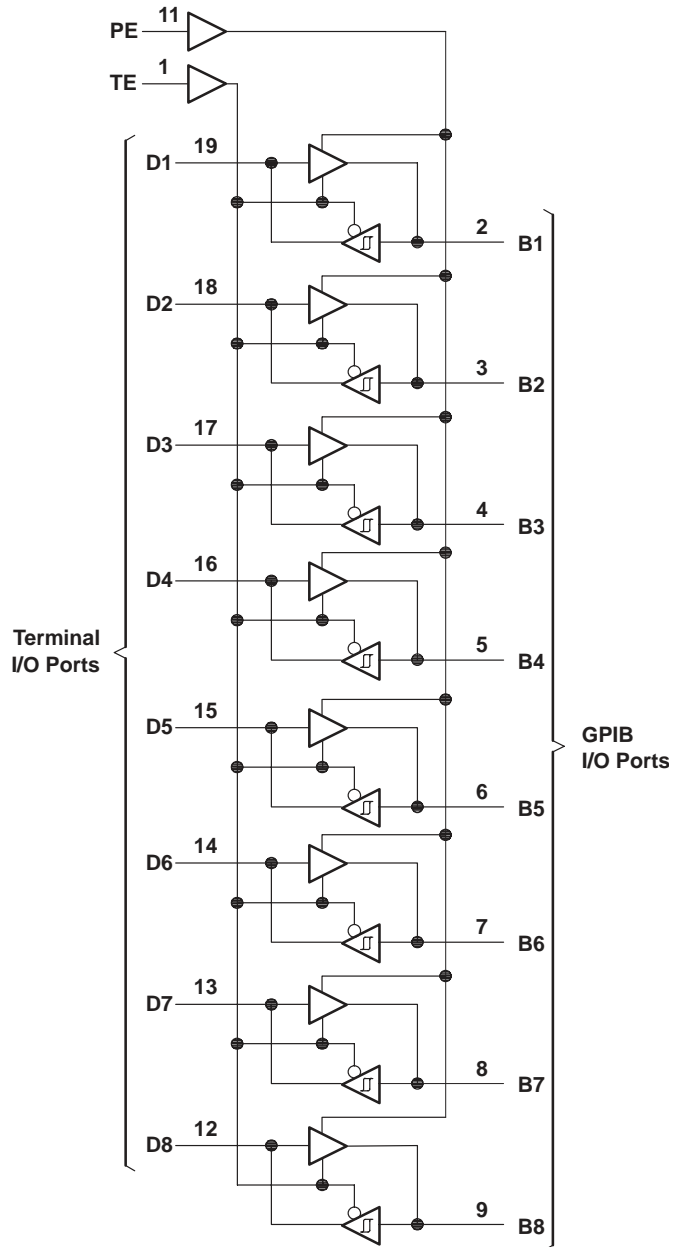 11
PE
1
TE
19
D1
2
B1
18
D2
3
B2
17
D3
4
B3
16
D4
5
B4
Terminal
I/O Ports
15
D5
GPIB
I/O Ports
6
B5
14
D6
7
B6
13
D7
8
B7
12
D8
9
B8